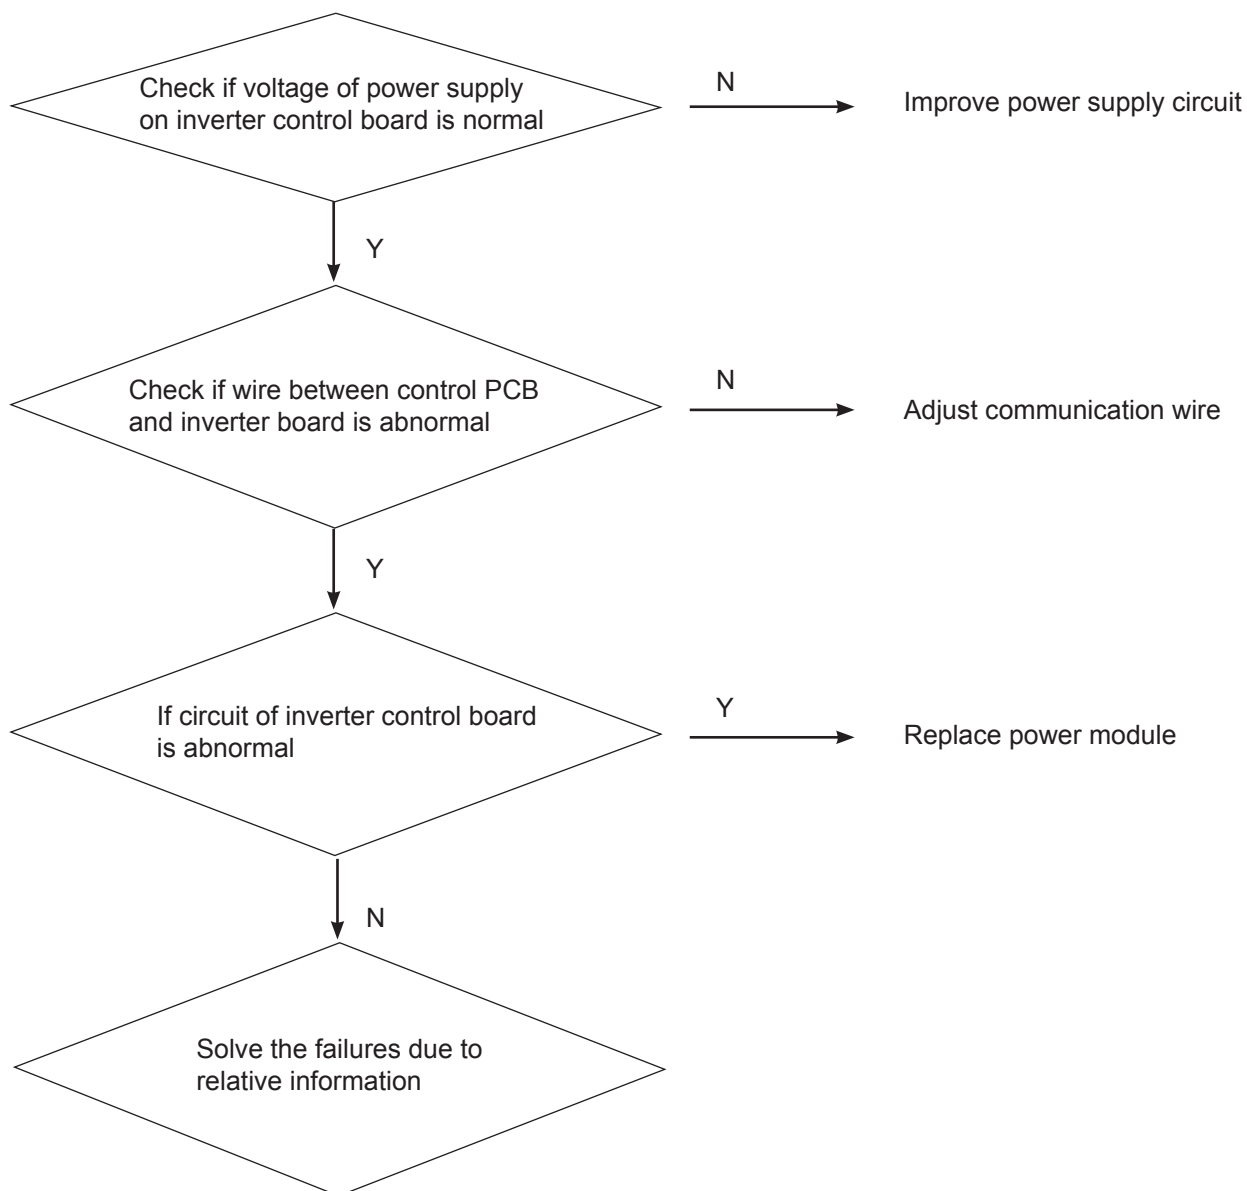 Check if voltage of power supply
on inverter control board is normal
N
Improve power supply circuit
Y
Check if wire between control PCB
and inverter board is abnormal
N
Adjust communication wire
Y
If circuit of inverter control board
is abnormal
Y
Replace power module
N
Solve the failures due to
relative information